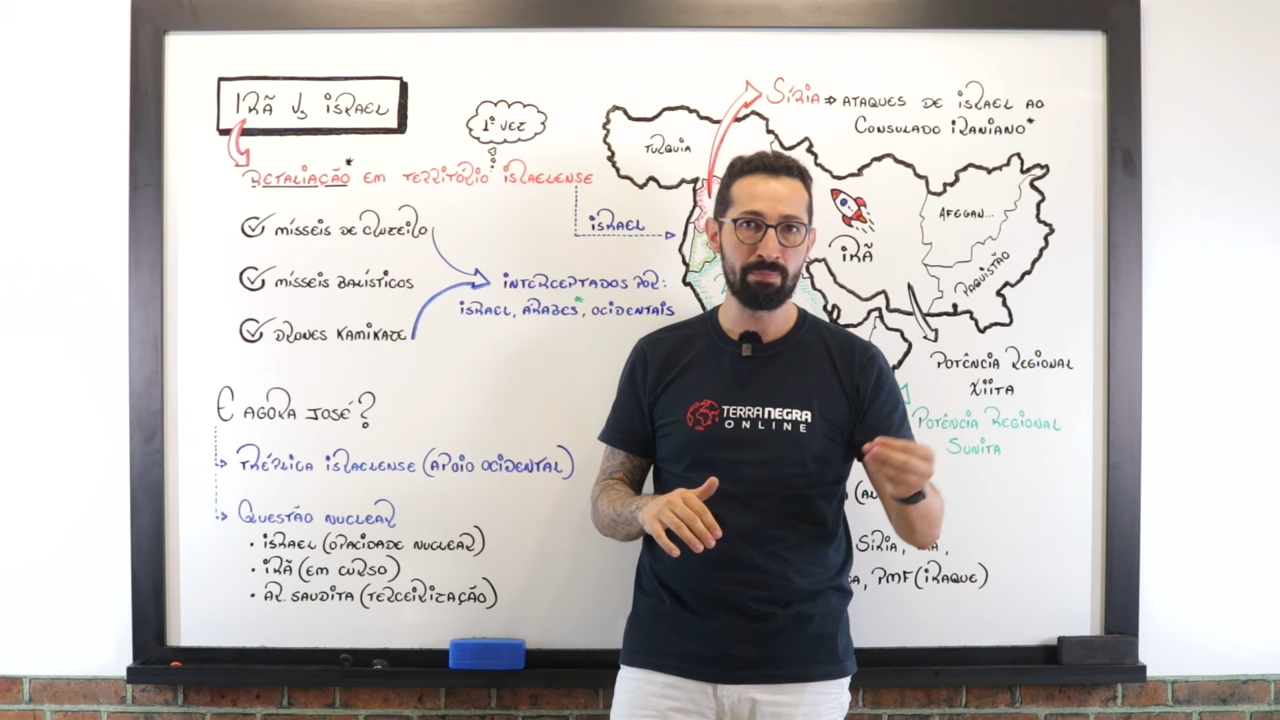 IRÃ VS ISRAEL
RETALIAÇÃO* EM TERRITÓRIO ISRAELENSE
1ª VEZ
ISRAEL
MÍSSEIS DE CRUZEIRO
MÍSSEIS BALÍSTICOS
DRONES KAMIKAZE
INTERCEPTADOS POR:
ISRAEL, ÁRABES*, OCIDENTAIS
E AGORA JOSÉ?
TRÉPLICA ISRAELENSE (APOIO OCIDENTAL)
QUESTÃO NUCLEAR
• ISRAEL (OPACIDADE NUCLEAR)
• IRÃ (EM CURSO)
• AR. SAUDITA (TERCEIRIZAÇÃO)
SÍRIA ⇒ ATAQUES DE ISRAEL AO
CONSULADO IRANIANO*
TURQUIA
IRÃ
AFEGAN...
PAQUISTÃO
POTÊNCIA REGIONAL
XIITA
POTÊNCIA REGIONAL
SUNITA
SÍRIA,
PMF (IRAQUE)
TERRA NEGRA
ONLINE